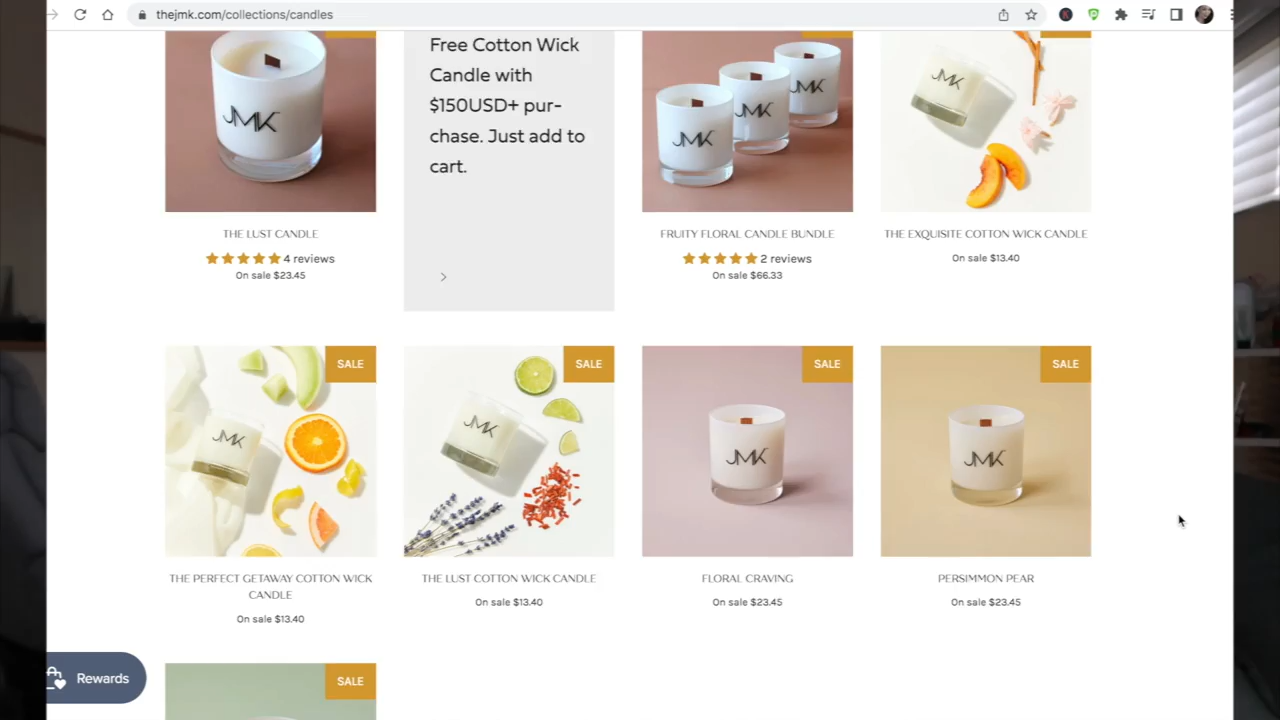 thejmk.com/collections/candles
JMK
Free Cotton Wick
Candle with
$150USD+ pur-
chase. Just add to
cart.
JMK
JMK
JMK
JMK
THE LUST CANDLE
4 reviews
On sale $23.45
FRUITY FLORAL CANDLE BUNDLE
2 reviews
On sale $66.33
THE EXQUISITE COTTON WICK CANDLE
On sale $13.40
SALE
SALE
SALE
SALE
JMK
JMK
JMK
JMK
THE PERFECT GETAWAY COTTON WICK
CANDLE
On sale $13.40
THE LUST COTTON WICK CANDLE
On sale $13.40
FLORAL CRAVING
On sale $23.45
PERSIMMON PEAR
On sale $23.45
Rewards
SALE